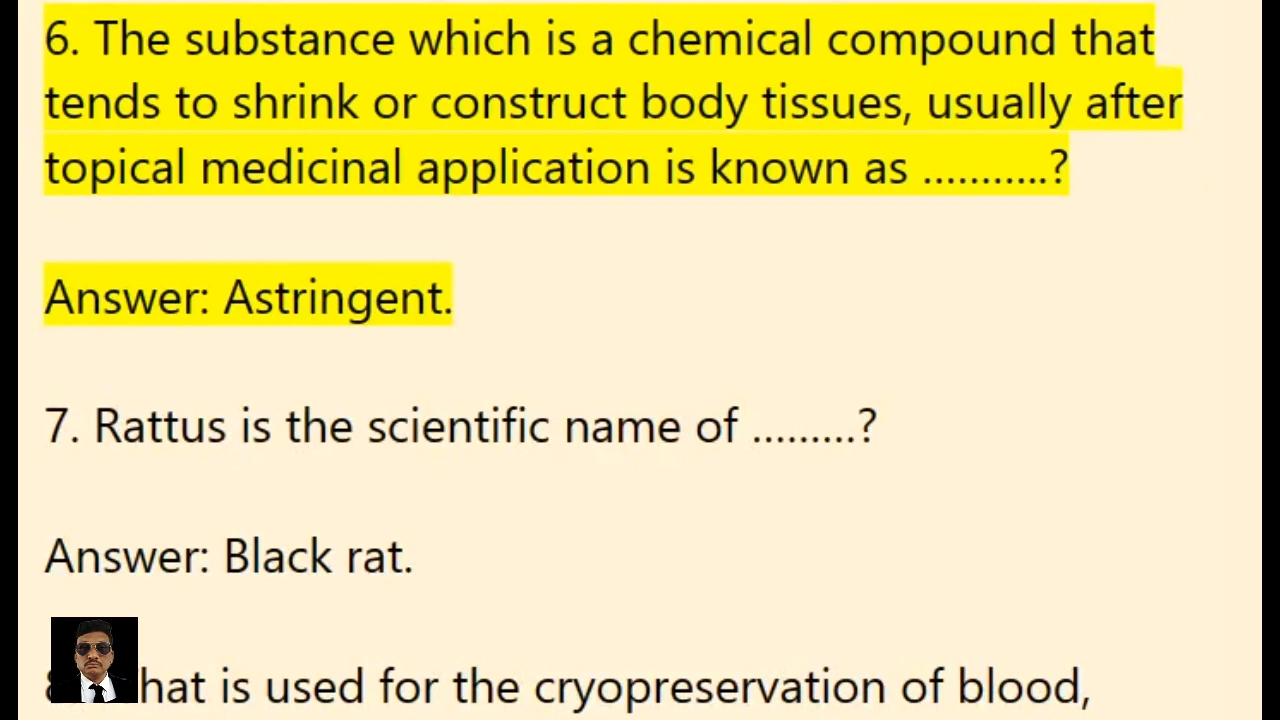 6. The substance which is a chemical compound that
tends to shrink or construct body tissues, usually after
topical medicinal application is known as ...........?
Answer: Astringent.
7. Rattus is the scientific name of .........?
Answer: Black rat.
is used for the cryopreservation of blood,